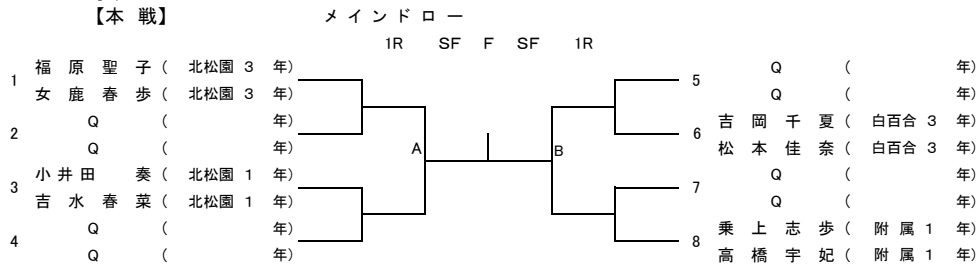 【本 戦】 メ イ ン ド ロ ー
1R SF F SF 1R
1 福 原 聖 子 ( 北松園 3 年)
女 鹿 春 歩 ( 北松園 3 年)
2 Q ( 年)
Q ( 年)
3 小 井 田 奏 ( 北松園 1 年)
吉 水 春 菜 ( 北松園 1 年)
4 Q ( 年)
Q ( 年)
A
B
5 Q ( 年)
Q ( 年)
6 吉 岡 千 夏 ( 白百合 3 年)
松 本 佳 奈 ( 白百合 3 年)
7 Q ( 年)
Q ( 年)
8 乗 上 志 歩 ( 附 属 1 年)
高 橋 宇 妃 ( 附 属 1 年)